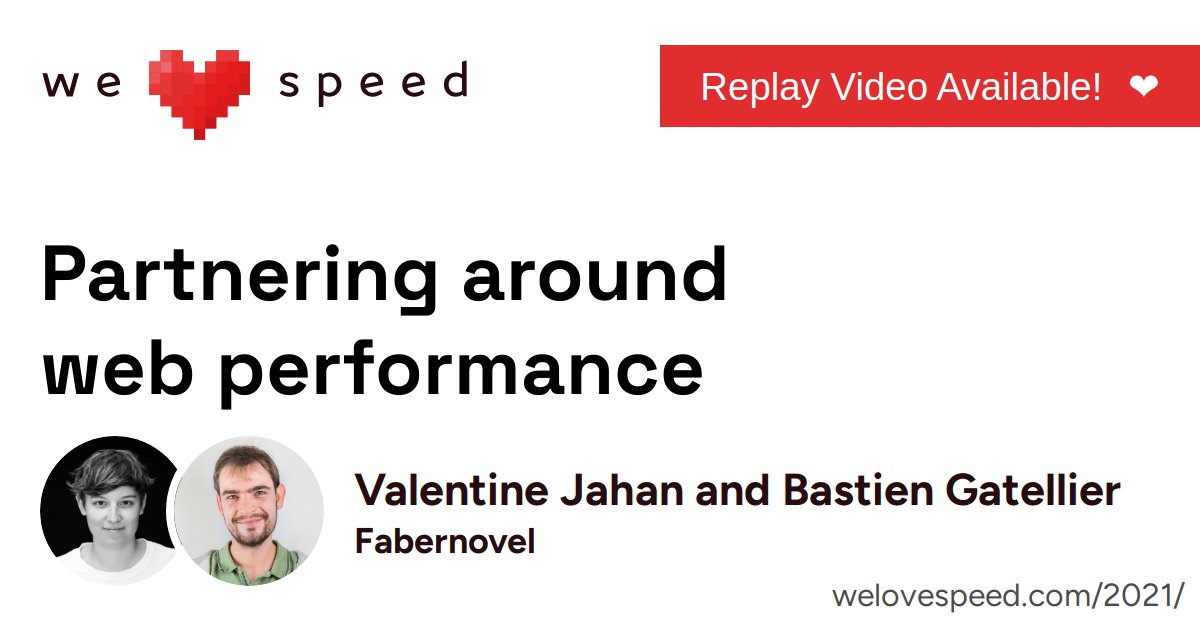 we ❤ speed
Replay Video Available! ❤
Partnering around
web performance
Valentine Jahan and Bastien Gatellier
Fabernovel
welovespeed.com/2021/